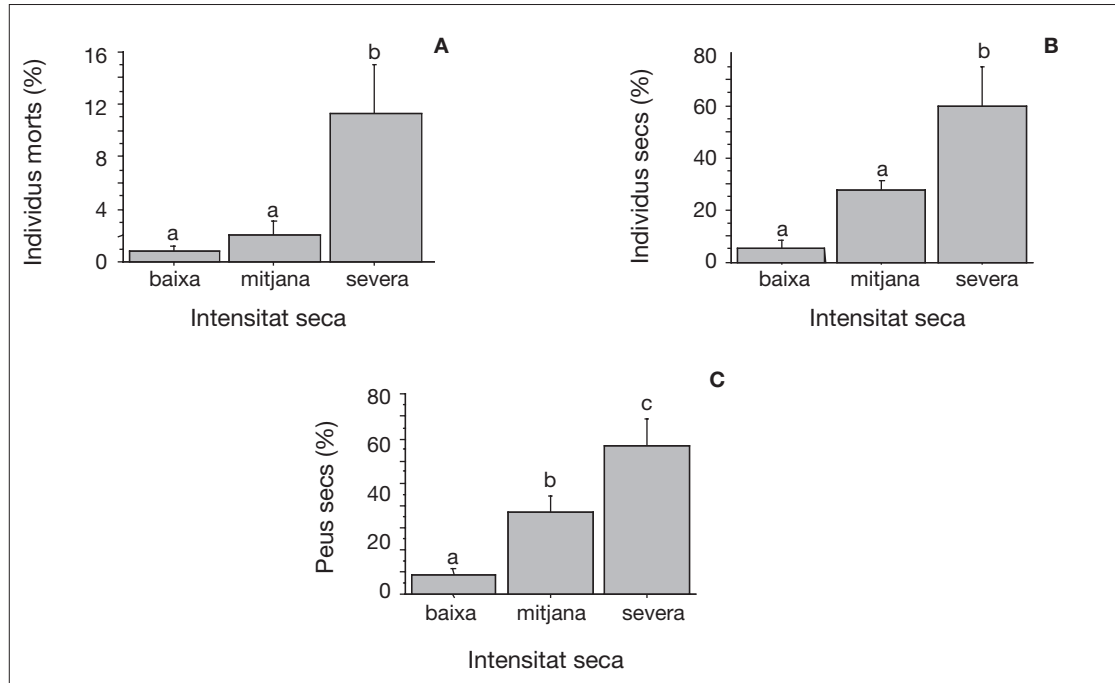 A
Individus morts (%)
16
12
8
4
0
a
a
b
baixa mitjana severa
Intensitat seca
B
Individus secs (%)
80
60
40
20
0
a
a
b
baixa mitjana severa
Intensitat seca
C
Peus secs (%)
80
60
40
20
0
a
b
c
baixa mitjana severa
Intensitat seca